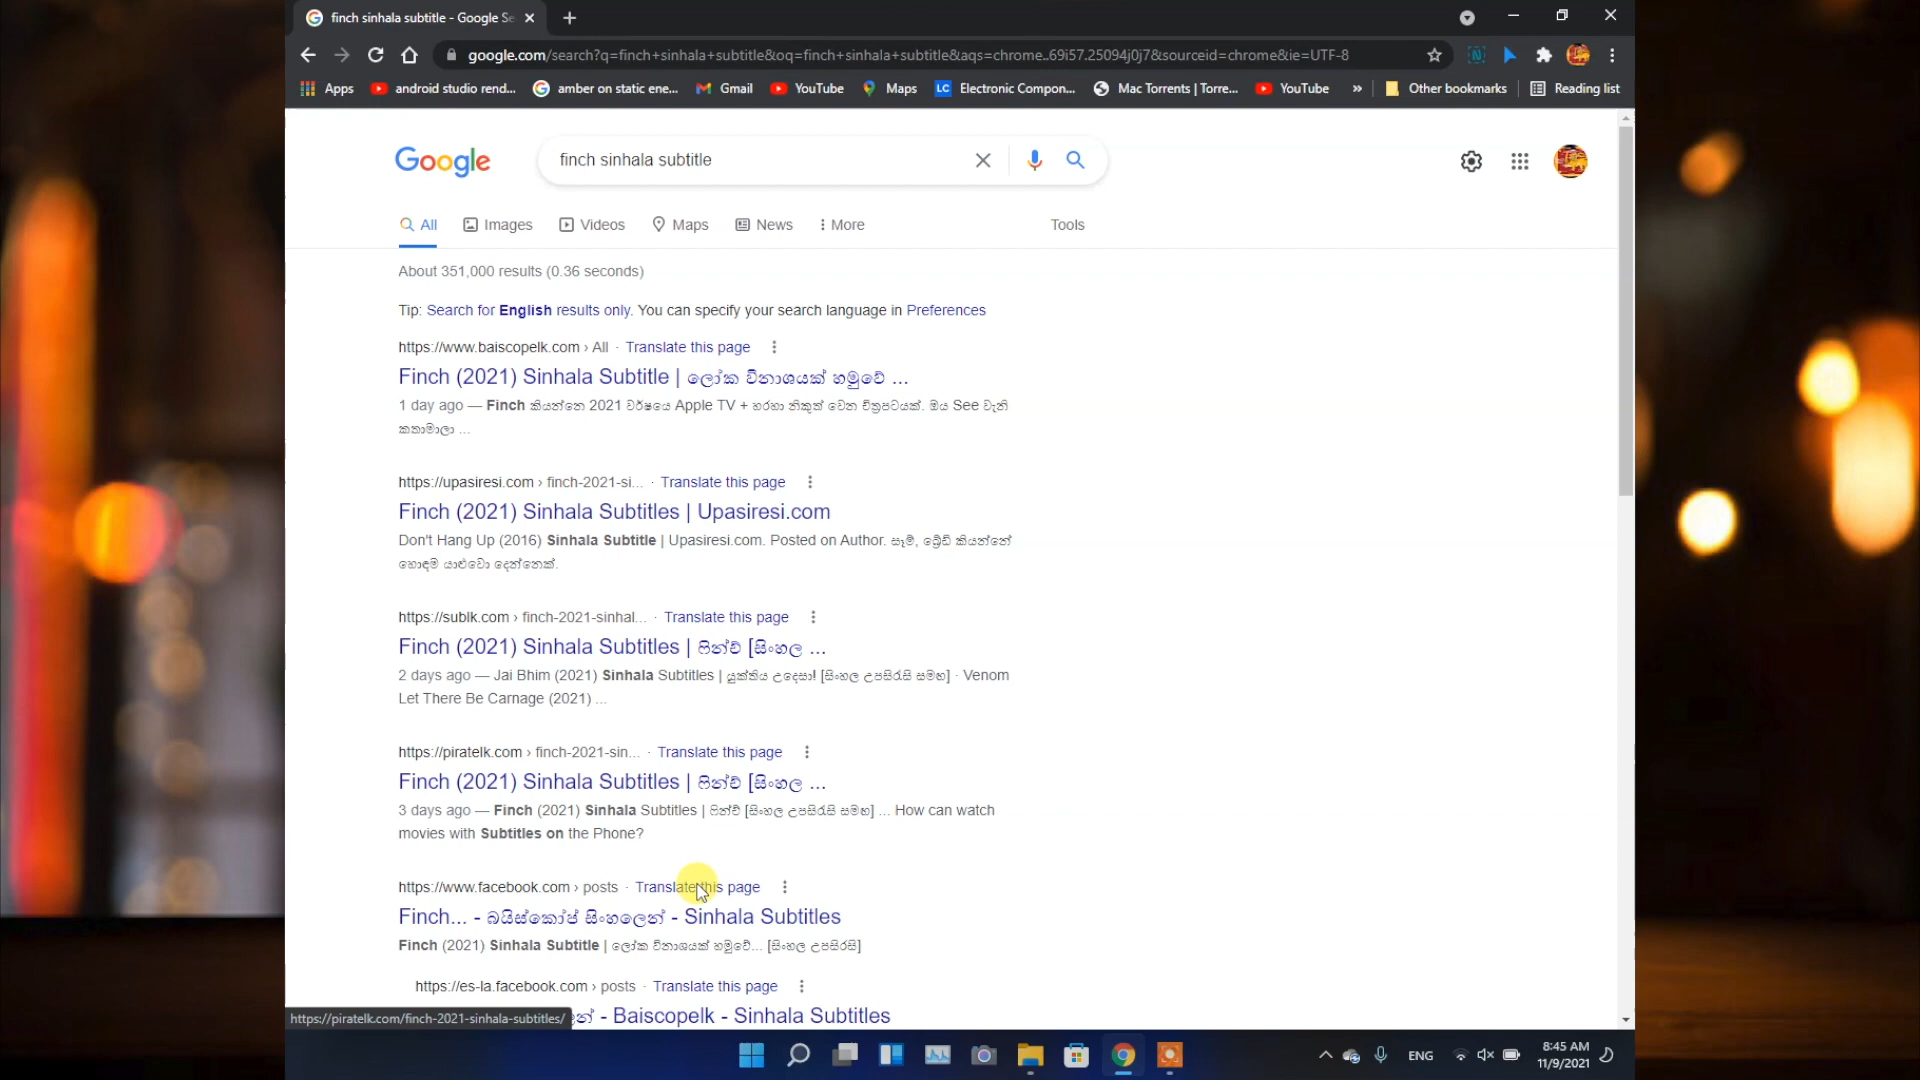 finch sinhala subtitle - Google Se
google.com/search?q=finch+sinhala+subtitle&oq=finch+sinhala+subtitle&aqs=chrome..69i57.25094j0j7&sourceid=chrome&ie=UTF-8
Apps android studio rend... amber on static ene... Gmail YouTube Maps LC Electronic Compon... Mac Torrents | Torre... YouTube » Other bookmarks Reading list
Google finch sinhala subtitle
All Images Videos Maps News More Tools
About 351,000 results (0.36 seconds)
Tip: Search for English results only. You can specify your search language in Preferences
https://www.baiscopelk.com › All · Translate this page
Finch (2021) Sinhala Subtitle | ලෝක විනාශයක් හමුවේ ...
1 day ago — Finch කියන්නෙ 2021 වර්ෂයෙ Apple TV + හරහා නිකුත් වෙන චිත්‍රපටයක්. ඔය See වැනි
කතාමාලා ...
https://upasiresi.com › finch-2021-si... · Translate this page
Finch (2021) Sinhala Subtitles | Upasiresi.com
Don't Hang Up (2016) Sinhala Subtitle | Upasiresi.com. Posted on Author. සෑම්, බ්‍රේඩි කියන්නේ
හොඳම යාළුවො දෙන්නෙක්.
https://sublk.com › finch-2021-sinhal... · Translate this page
Finch (2021) Sinhala Subtitles | ෆින්ච් [සිංහල ...
2 days ago — Jai Bhim (2021) Sinhala Subtitles | යුක්තිය උදෙසා! [සිංහල උපසිරැසි සමඟ] · Venom
Let There Be Carnage (2021) ...
https://piratelk.com › finch-2021-sin... · Translate this page
Finch (2021) Sinhala Subtitles | ෆින්ච් [සිංහල ...
3 days ago — Finch (2021) Sinhala Subtitles | ෆින්ච් [සිංහල උපසිරැසි සමඟ] ... How can watch
movies with Subtitles on the Phone?
https://www.facebook.com › posts · Translate this page
Finch... - බයිස්කෝප් සිංහලෙන් - Sinhala Subtitles
Finch (2021) Sinhala Subtitle | ලෝක විනාශයක් හමුවේ... [සිංහල උපසිරසි]
https://es-la.facebook.com › posts · Translate this page
- Baiscopelk - Sinhala Subtitles
https://piratelk.com/finch-2021-sinhala-subtitles/
ENG 8:45 AM
11/9/2021